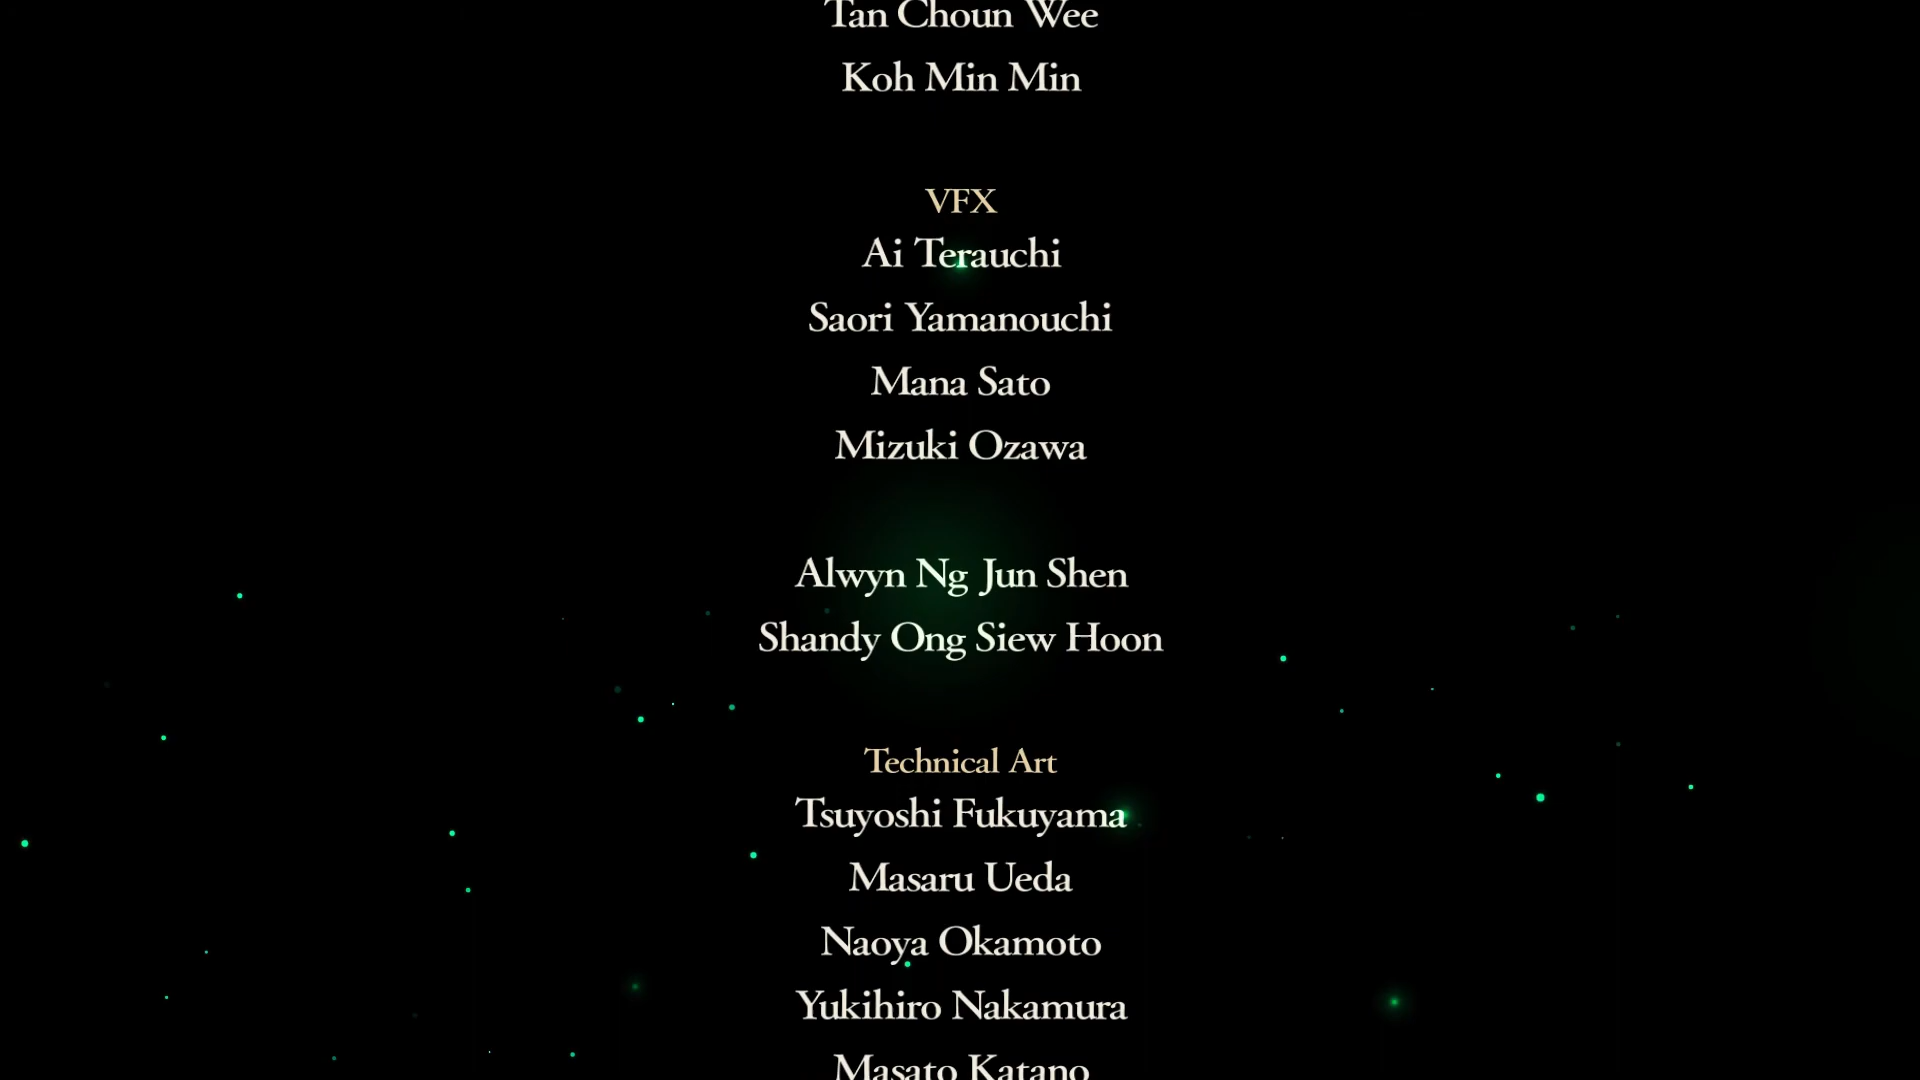 Tan Choun Wee
Koh Min Min
VFX
Ai Terauchi
Saori Yamanouchi
Mana Sato
Mizuki Ozawa
Alwyn Ng Jun Shen
Shandy Ong Siew Hoon
Technical Art
Tsuyoshi Fukuyama
Masaru Ueda
Naoya Okamoto
Yukihiro Nakamura
Masato Katano